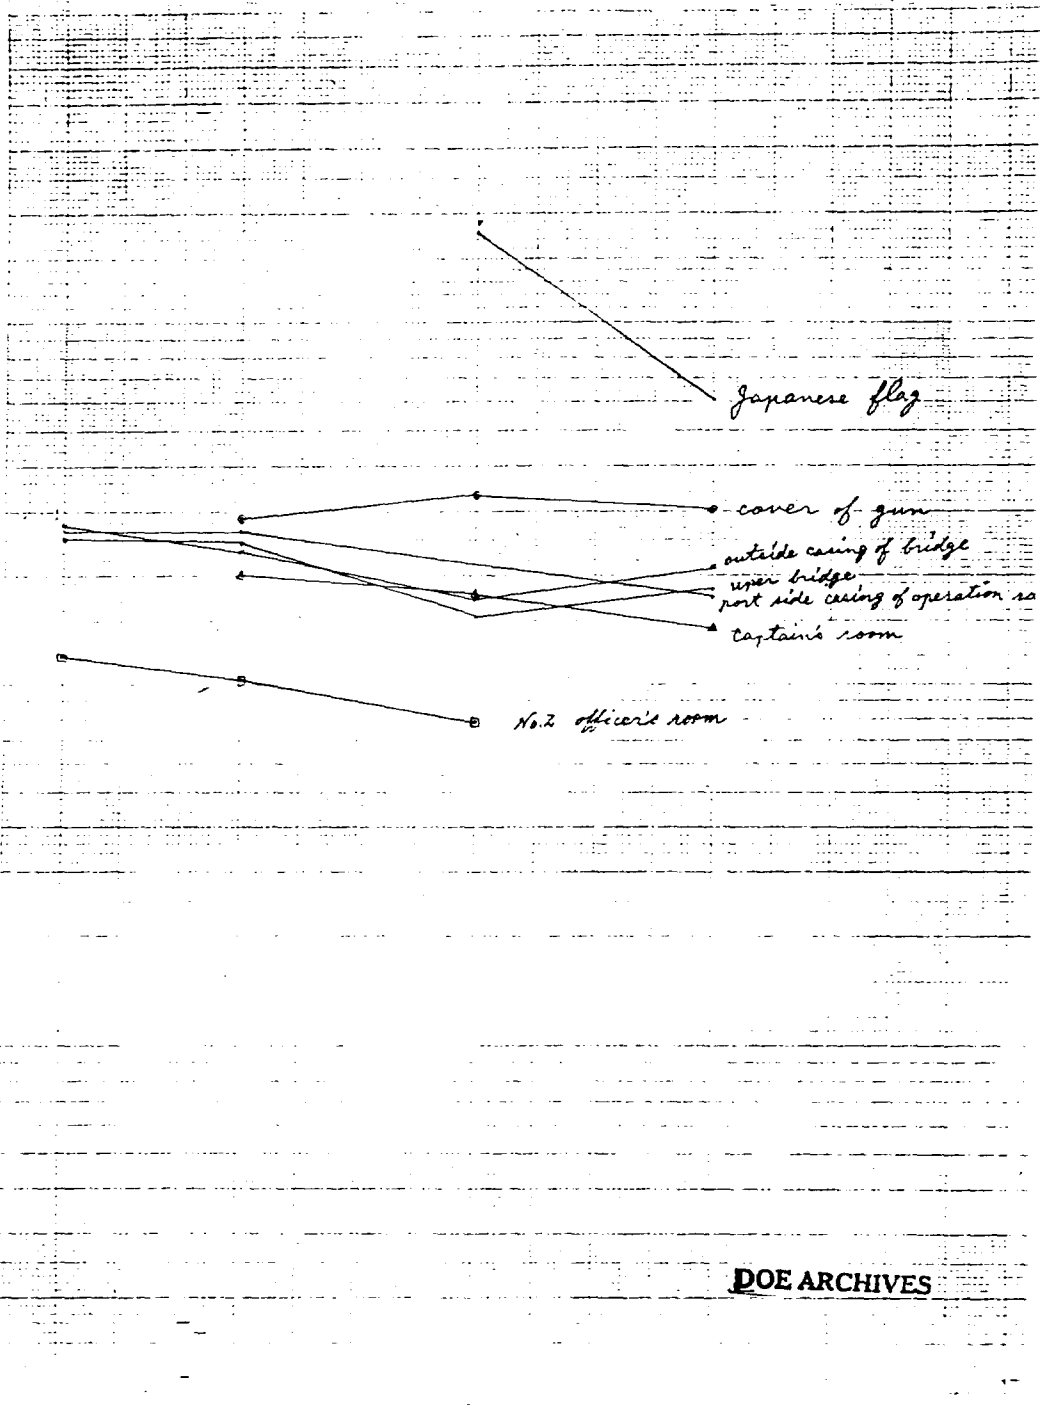 Japanese flag
cover of gun
outside casing of bridge
uper bridge
port side casing of operation
Captain's room
No.2 officer's room
DOE ARCHIVES